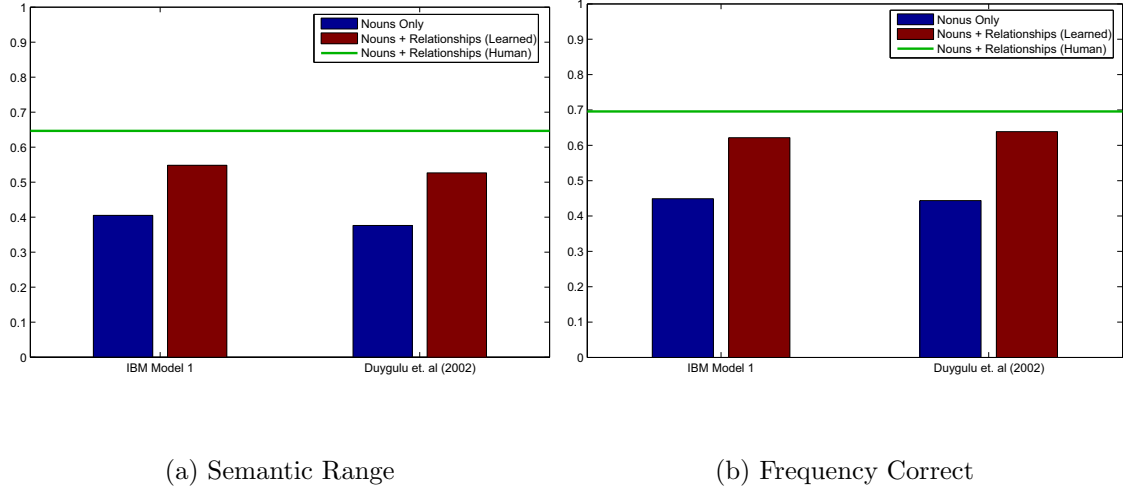 1
0.9
0.8
0.7
0.6
0.5
0.4
0.3
0.2
0.1
0
Nouns Only
Nouns + Relationships (Learned)
Nouns + Relationships (Human)
IBM Model 1
Duygulu et. al (2002)
(a) Semantic Range
1
0.9
0.8
0.7
0.6
0.5
0.4
0.3
0.2
0.1
0
Nonus Only
Nouns + Relationships (Learned)
Nouns + Relationships (Human)
IBM Model 1
Duygulu et. al (2002)
(b) Frequency Correct